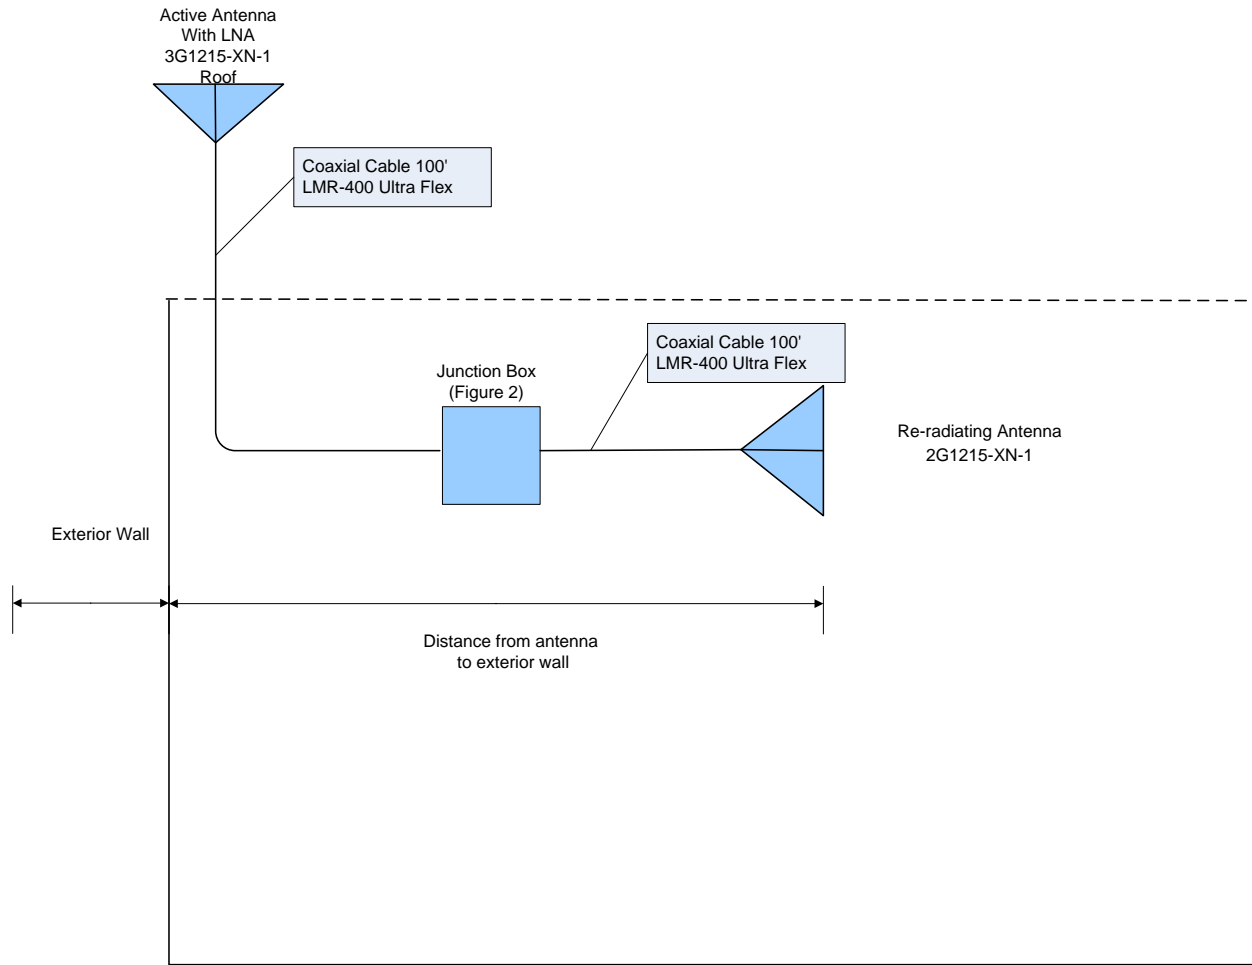 Active Antenna
With LNA
3G1215-XN-1
Roof
Coaxial Cable 100'
LMR-400 Ultra Flex
Coaxial Cable 100'
LMR-400 Ultra Flex
Junction Box
(Figure 2)
Re-radiating Antenna
2G1215-XN-1
Exterior Wall
Distance from antenna
to exterior wall